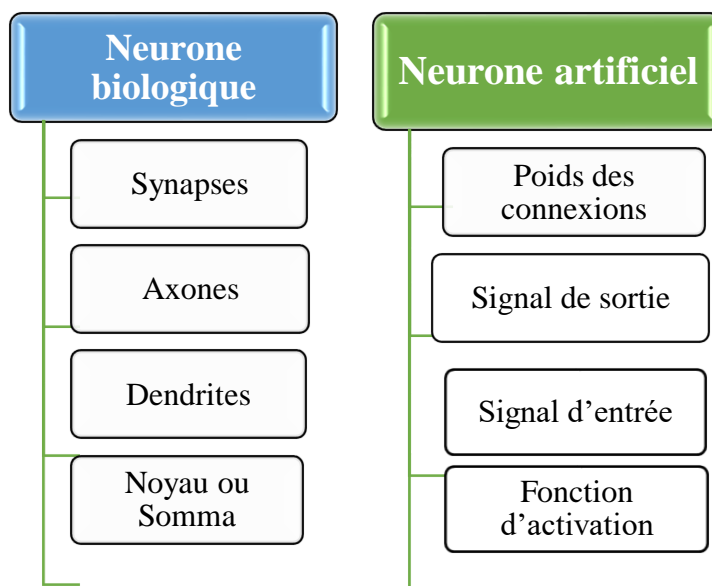 Neurone
biologique
Synapses
Axones
Dendrites
Noyau ou
Somma
Neurone artificiel
Poids des
connexions
Signal de sortie
Signal d’entrée
Fonction
d’activation